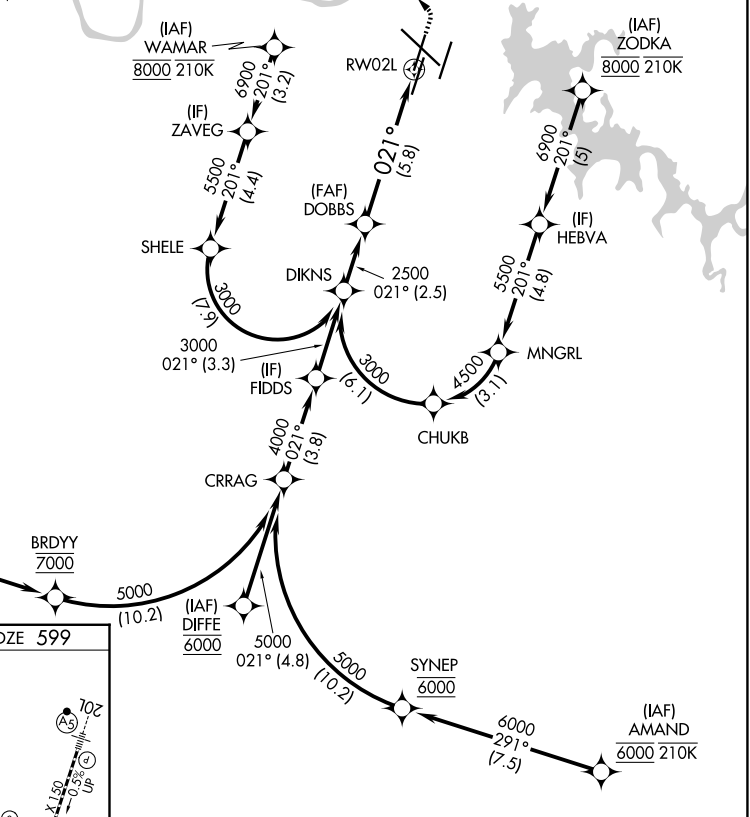 (IAF)
WAMAR
8000 210K
6900
201°
(3.2)
(IF)
ZAVEG
5500
201°
(4.4)
SHELE
3000
(7.9)
RW02L
021°
(5.8)
(FAF)
DOBBS
DIKNS
2500
021° (2.5)
3000
021° (3.3)
(IF)
FIDDS
(IAF)
ZODKA
8000 210K
6900
201°
(5)
(IF)
HEBVA
5500
201°
(4.8)
MNGRL
4500
(3.1)
CHUKB
3000
(6.1)
4000
021°
(3.8)
CRRAG
BRDYY
7000
5000
(10.2)
(IAF)
DIFFE
6000
5000
021° (4.8)
5000
(10.2)
SYNEP
6000
6000
291°
(7.5)
(IAF)
AMAND
6000 210K
DZE 599
20L
A5
d
0.5%
UP
X 150